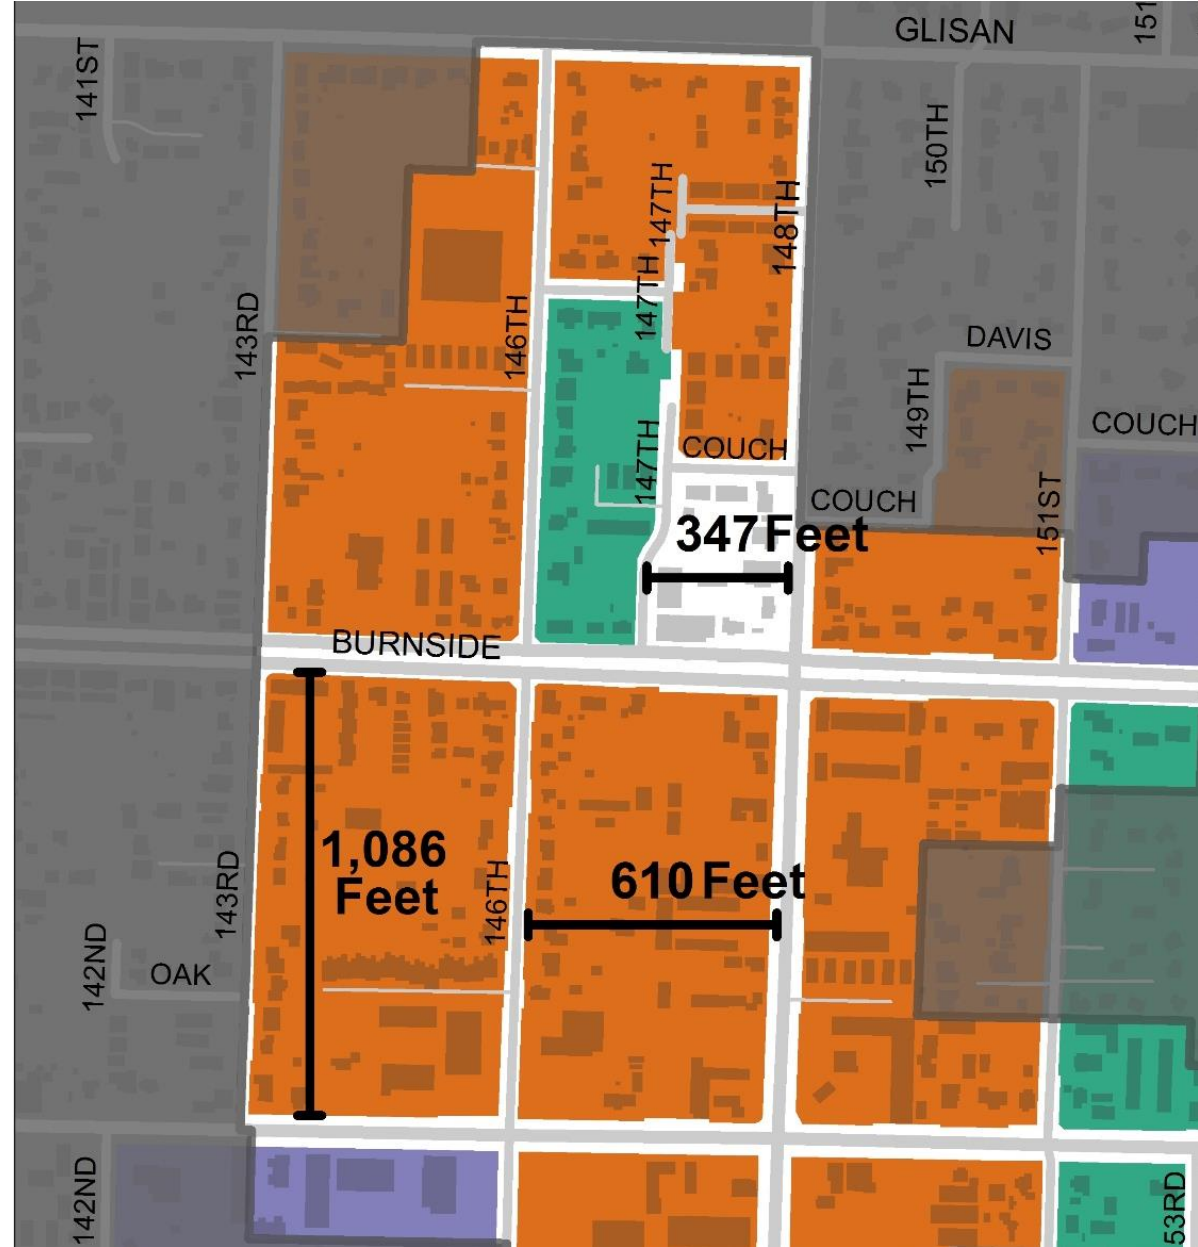 GLISAN
151
141ST
150TH
147TH
148TH
147TH
143RD
146TH
DAVIS
149TH
COUCH
147TH
COUCH
COUCH
151ST
347 Feet
BURNSIDE
1,086
Feet
610 Feet
143RD
146TH
142ND
OAK
142ND
53RD